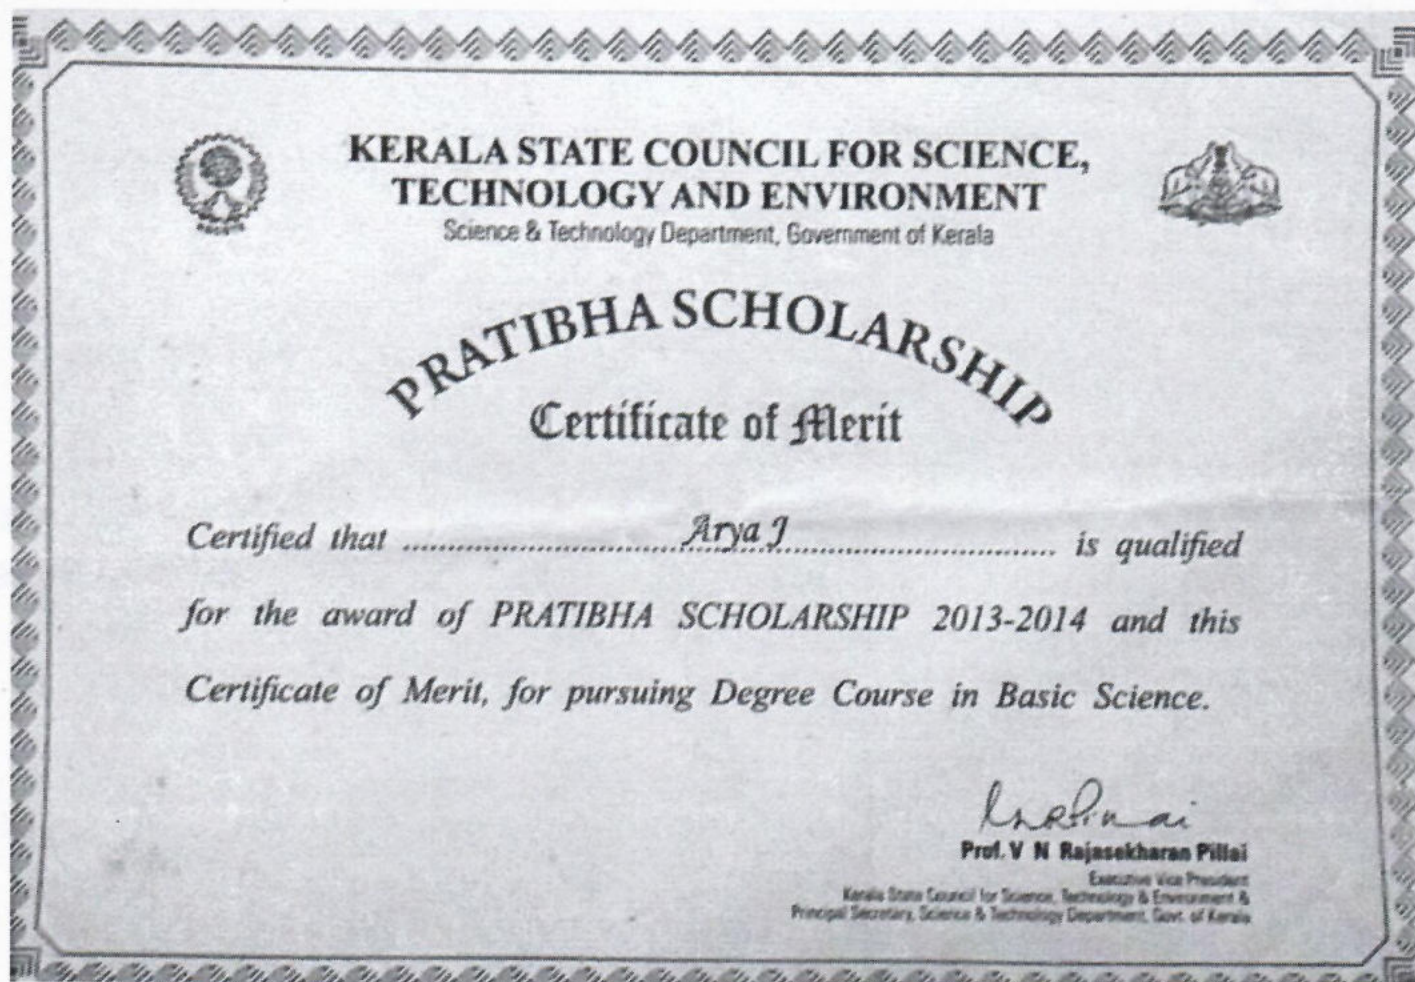 KERALA STATE COUNCIL FOR SCIENCE,
TECHNOLOGY AND ENVIRONMENT
Science & Technology Department, Government of Kerala
PRATIBHA SCHOLARSHIP
Certificate of Merit
Certified that ........................................ Arya J ........................................ is qualified
for the award of PRATIBHA SCHOLARSHIP 2013-2014 and this
Certificate of Merit, for pursuing Degree Course in Basic Science.
Prof. V N Rajasekharan Pillai
Executive Vice President
Kerala State Council for Science, Technology & Environment &
Principal Secretary, Science & Technology Department, Govt. of Kerala